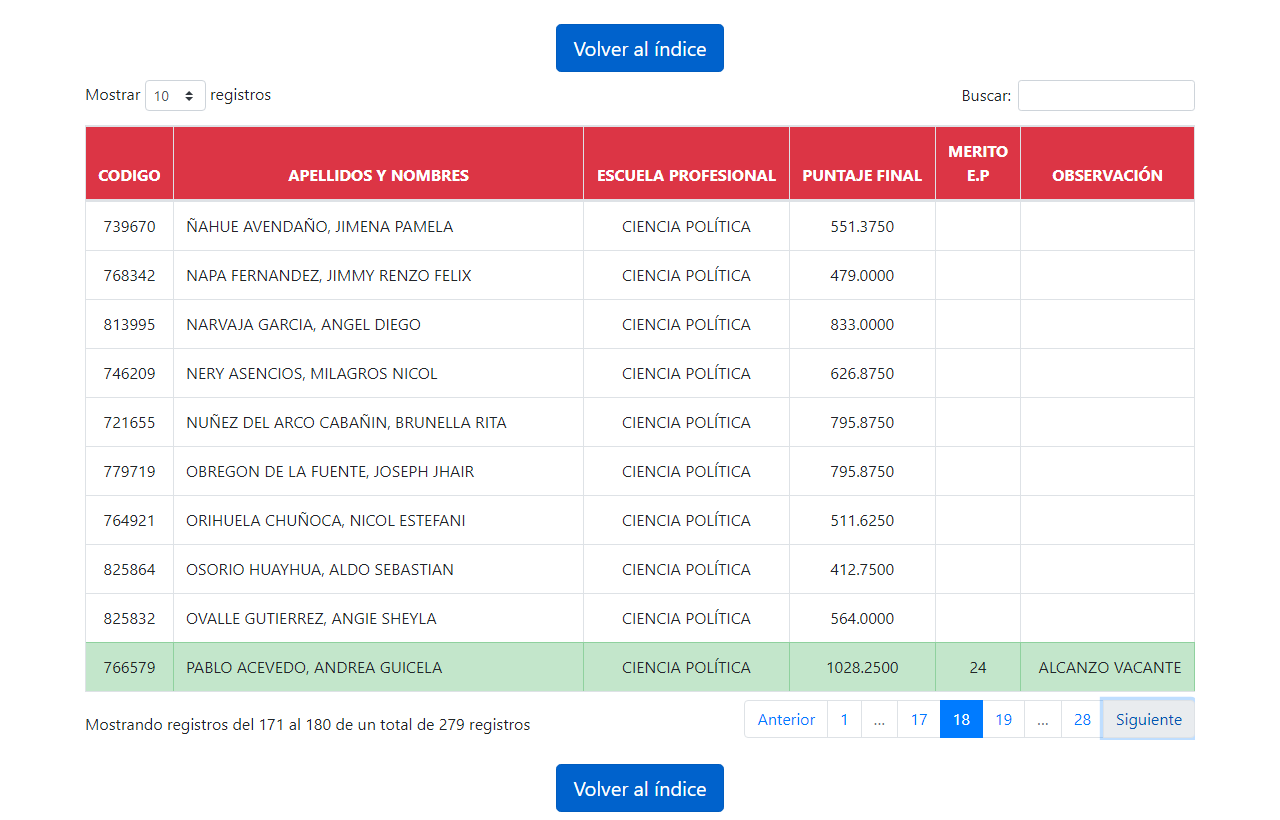 Volver al índice
Mostrar 10 registros Buscar:
CODIGO APELLIDOS Y NOMBRES ESCUELA PROFESIONAL PUNTAJE FINAL MERITO E.P OBSERVACIÓN
739670 ÑAHUE AVENDAÑO, JIMENA PAMELA CIENCIA POLÍTICA 551.3750
768342 NAPA FERNANDEZ, JIMMY RENZO FELIX CIENCIA POLÍTICA 479.0000
813995 NARVAJA GARCIA, ANGEL DIEGO CIENCIA POLÍTICA 833.0000
746209 NERY ASENCIOS, MILAGROS NICOL CIENCIA POLÍTICA 626.8750
721655 NUÑEZ DEL ARCO CABAÑIN, BRUNELLA RITA CIENCIA POLÍTICA 795.8750
779719 OBREGON DE LA FUENTE, JOSEPH JHAIR CIENCIA POLÍTICA 795.8750
764921 ORIHUELA CHUÑOCA, NICOL ESTEFANI CIENCIA POLÍTICA 511.6250
825864 OSORIO HUAYHUA, ALDO SEBASTIAN CIENCIA POLÍTICA 412.7500
825832 OVALLE GUTIERREZ, ANGIE SHEYLA CIENCIA POLÍTICA 564.0000
766579 PABLO ACEVEDO, ANDREA GUICELA CIENCIA POLÍTICA 1028.2500 24 ALCANZO VACANTE
Mostrando registros del 171 al 180 de un total de 279 registros Anterior 1 ... 17 18 19 ... 28 Siguiente
Volver al índice